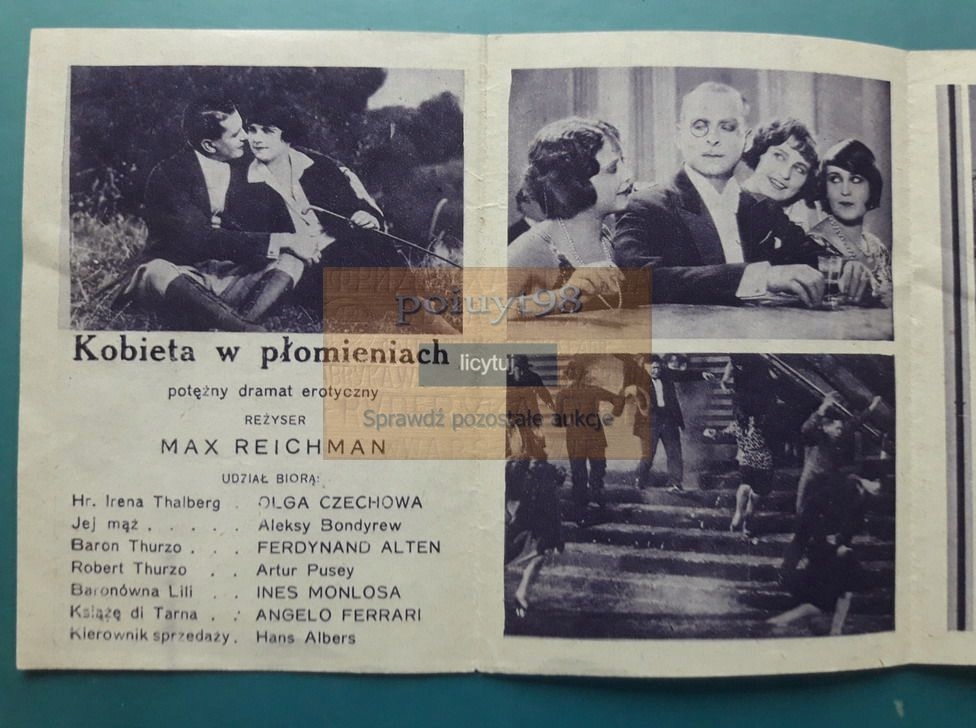 poiuyt98
Kobieta w płomieniach
licytuj
potężny dramat erotyczny
Sprawdź pozostałe aukcje
REŻYSER
MAX REICHMAN
UDZIAŁ BIORĄ:
Hr. Irena Thalberg . OLGA CZECHOWA
Jej mąż . . . . . Aleksy Bondyrew
Baron Thurzo . . . FERDYNAND ALTEN
Robert Thurzo . . Artur Pusey
Baronówna Lili . . INES MONLOSA
Książę di Tarna . . ANGELO FERRARI
Kierownik sprzedaży . Hans Albers